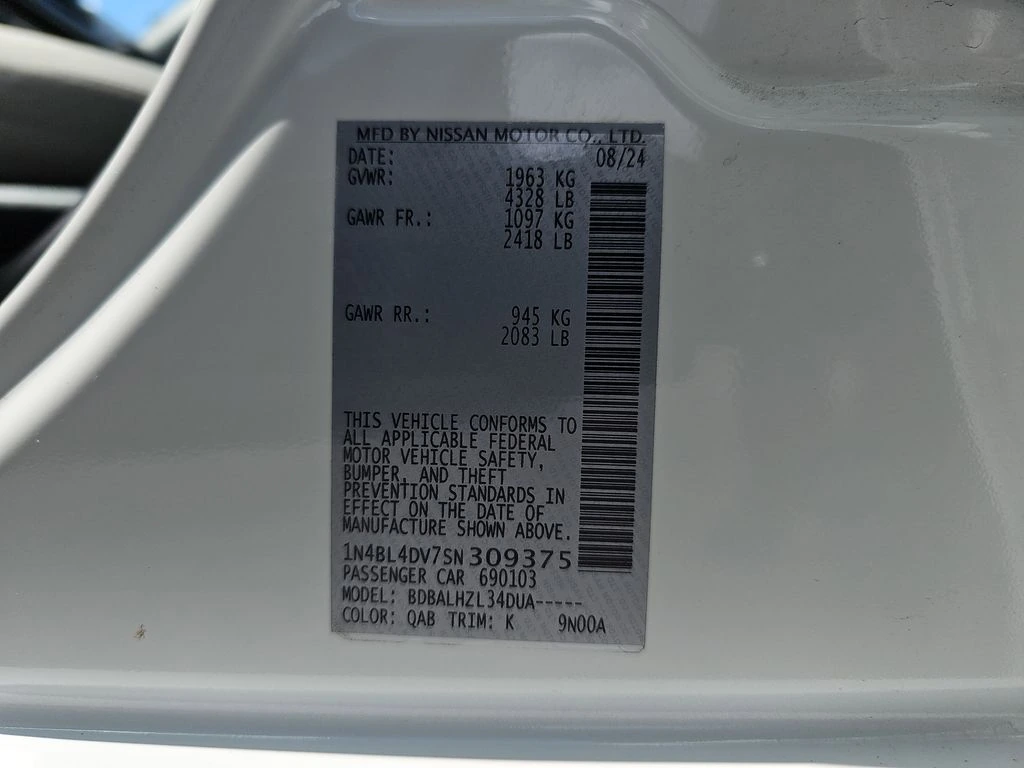 MFD BY NISSAN MOTOR CO., LTD.
DATE: 08/24
GVWR: 1963 KG
4328 LB
GAWR FR.: 1097 KG
2418 LB
GAWR RR.: 945 KG
2083 LB
THIS VEHICLE CONFORMS TO
ALL APPLICABLE FEDERAL
MOTOR VEHICLE SAFETY,
BUMPER, AND THEFT
PREVENTION STANDARDS IN
EFFECT ON THE DATE OF
MANUFACTURE SHOWN ABOVE.
1N4BL4DV7SN309375
PASSENGER CAR 690103
MODEL: BDBALHZL34DUA-----
COLOR: QAB TRIM: K 9N00A